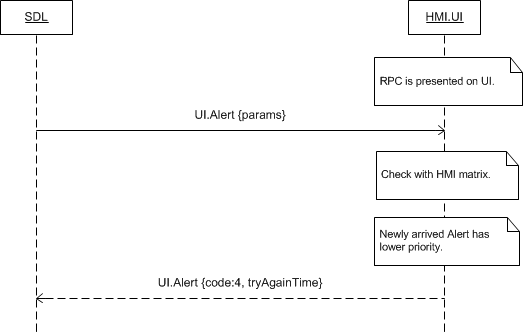 SDL
HMI.UI
RPC is presented on UI.
UI.Alert {params}
Check with HMI matrix.
Newly arrived Alert has
lower priority.
UI.Alert {code:4, tryAgainTime}